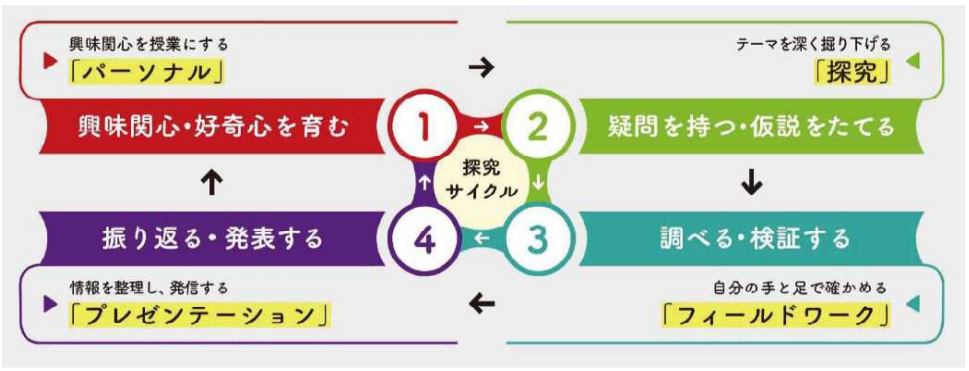 興味関心を授業にする
「パーソナル」
テーマを深く掘り下げる
「探究」
興味関心・好奇心を育む
1
2
疑問を持つ・仮説をたてる
探究
サイクル
振り返る・発表する
4
3
調べる・検証する
情報を整理し、発信する
「プレゼンテーション」
自分の手と足で確かめる
「フィールドワーク」